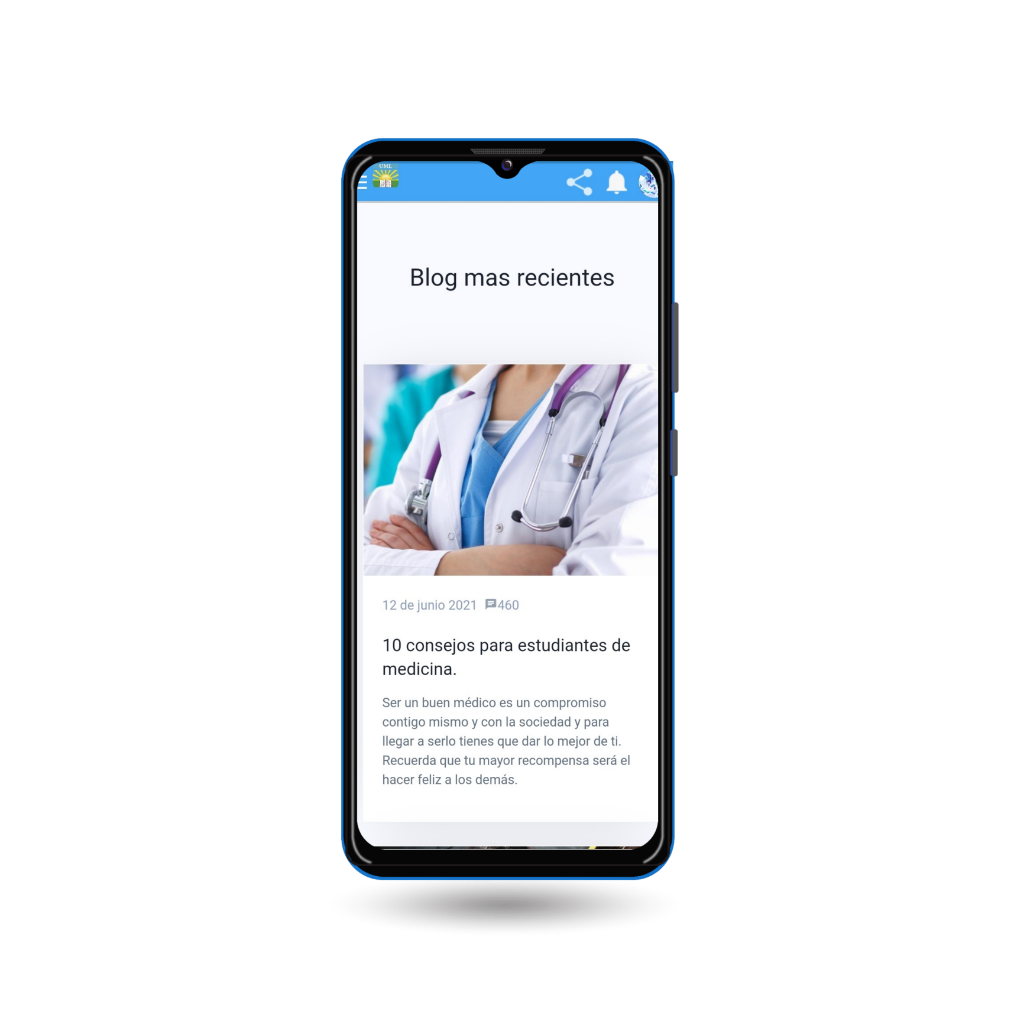 Blog mas recientes
12 de junio 2021 460
10 consejos para estudiantes de
medicina.
Ser un buen médico es un compromiso
contigo mismo y con la sociedad y para
llegar a serlo tienes que dar lo mejor de ti.
Recuerda que tu mayor recompensa será el
hacer feliz a los demás.